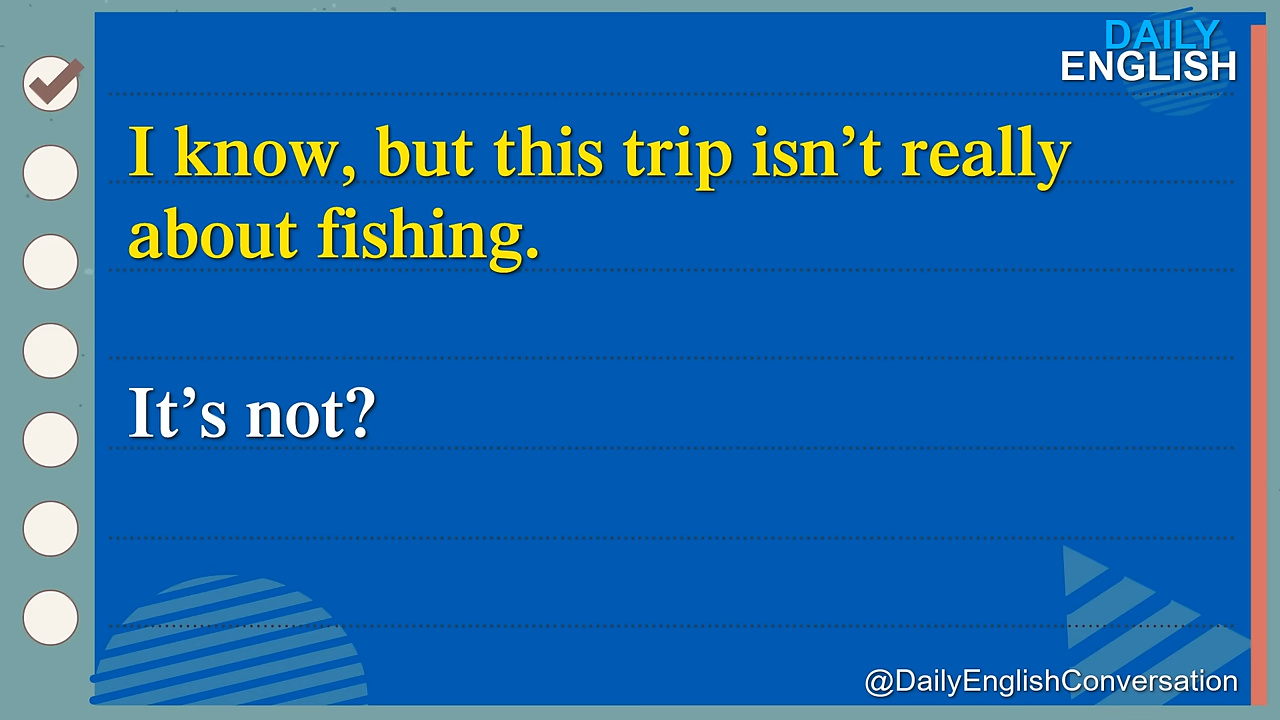 DAILY
ENGLISH
I know, but this trip isn’t really
about fishing.
It’s not?
@DailyEnglishConversation